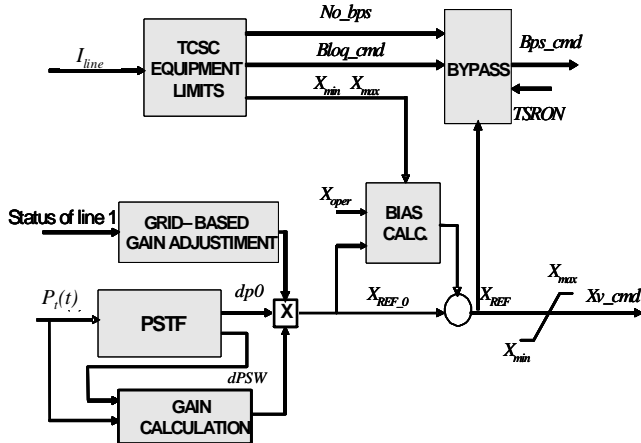 No_bps
I_line
TCSC
EQUIPMENT
LIMITS
Bloq_cmd
Bps_cmd
BYPASS
X_min X_max
TSRON
X_oper
BIAS
CALC.
Status of line 1
GRID–BASED
GAIN ADJUSTIMENT
P_t(t)
PSTF
dp0
X
X_REF_0
X_REF
X_max
Xv_cmd
X_min
dPSW
GAIN
CALCULATION